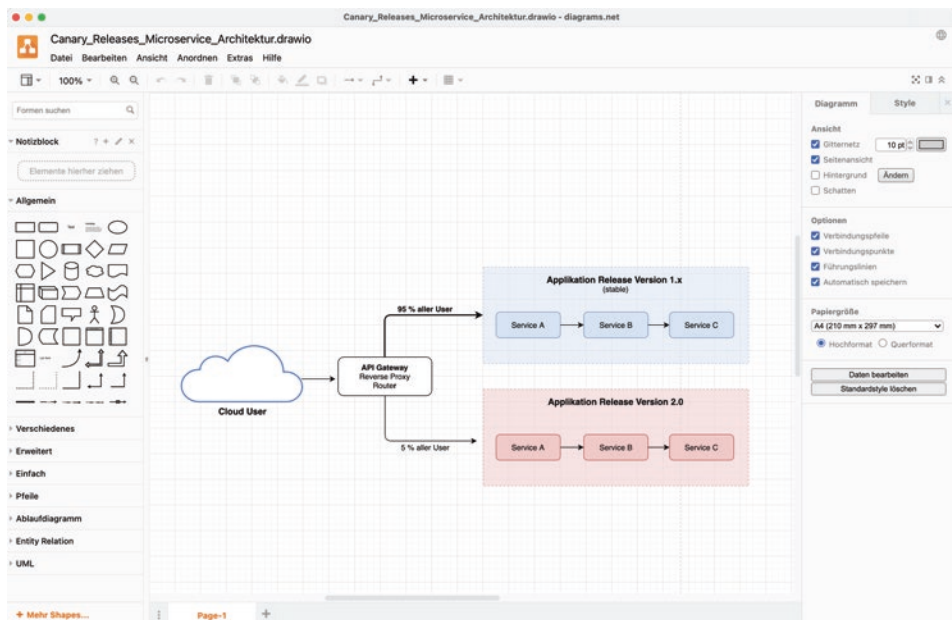 Canary_Releases_Microservice_Architektur.drawio - diagrams.net
Canary_Releases_Microservice_Architektur.drawio
Datei Bearbeiten Ansicht Anordnen Extras Hilfe
100%
Formen suchen
Notizblock
Elemente hierher ziehen
Allgemein
Verschiedenes
Erweitert
Einfach
Pfeile
Ablaufdiagramm
Entity Relation
UML
+ Mehr Shapes...
Cloud User
API Gateway
Reverse Proxy
Router
95 % aller User
5 % aller User
Applikation Release Version 1.x
(stable)
Service A Service B Service C
Applikation Release Version 2.0
Service A Service B Service C
Page-1
Diagramm Style
Ansicht
Gitternetz 10 pt
Seitenansicht
Hintergrund Ändern
Schatten
Optionen
Verbindungspfeile
Verbindungspunkte
Führungslinien
Automatisch speichern
Papiergröße
A4 (210 mm x 297 mm)
Hochformat Querformat
Daten bearbeiten
Standardstyle löschen